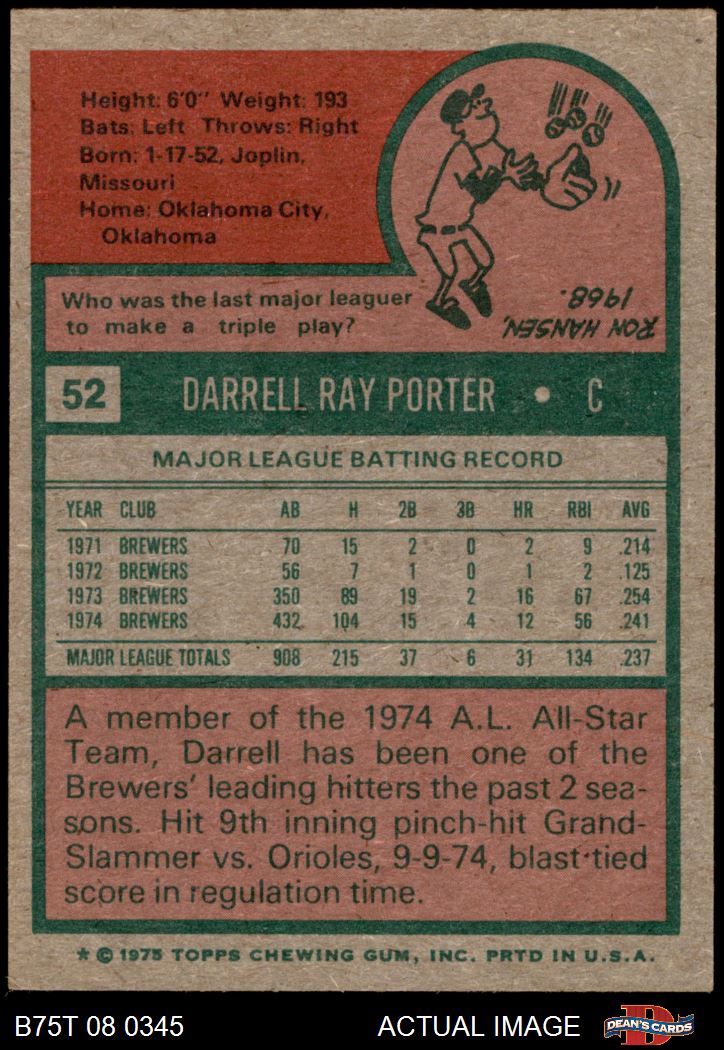 Height: 6'0" Weight: 193
Bats: Left Throws: Right
Born: 1-17-52, Joplin,
Missouri
Home: Oklahoma City,
Oklahoma
Who was the last major leaguer
to make a triple play?
RON HANSEN,
1968.
52 DARRELL RAY PORTER • C
MAJOR LEAGUE BATTING RECORD
YEAR CLUB AB H 2B 3B HR RBI AVG
1971 BREWERS 70 15 2 0 2 9 .214
1972 BREWERS 56 7 1 0 1 2 .125
1973 BREWERS 350 89 19 2 16 67 .254
1974 BREWERS 432 104 15 4 12 56 .241
MAJOR LEAGUE TOTALS 908 215 37 6 31 134 .237
A member of the 1974 A.L. All-Star
Team, Darrell has been one of the
Brewers' leading hitters the past 2 sea-
sons. Hit 9th inning pinch-hit Grand-
Slammer vs. Orioles, 9-9-74, blast tied
score in regulation time.
* © 1975 TOPPS CHEWING GUM, INC. PRTD IN U.S.A.
B75T 08 0345 ACTUAL IMAGE
D
DEAN'S CARDS